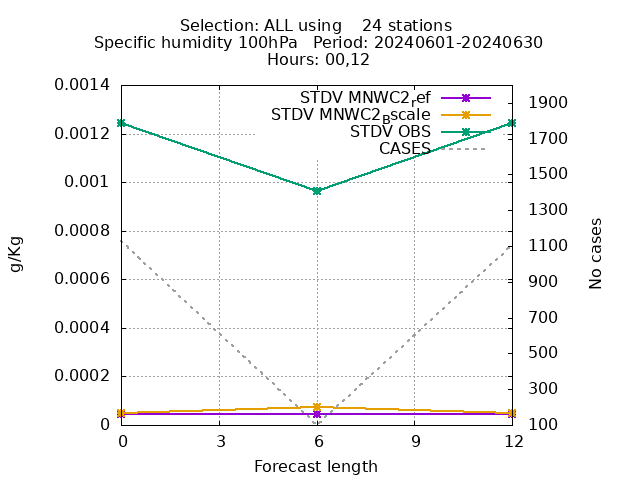 Selection: ALL using 24 stations
Specific humidity 100hPa Period: 20240601-20240630
Hours: 00,12
STDV MNWC2ref
STDV MNWC2Bscale
STDV OBS
CASES
0.0014
0.0012
0.001
0.0008
0.0006
0.0004
0.0002
0
g/Kg
1900
1700
1500
1300
1100
900
700
500
300
100
No cases
0 3 6 9 12
Forecast length